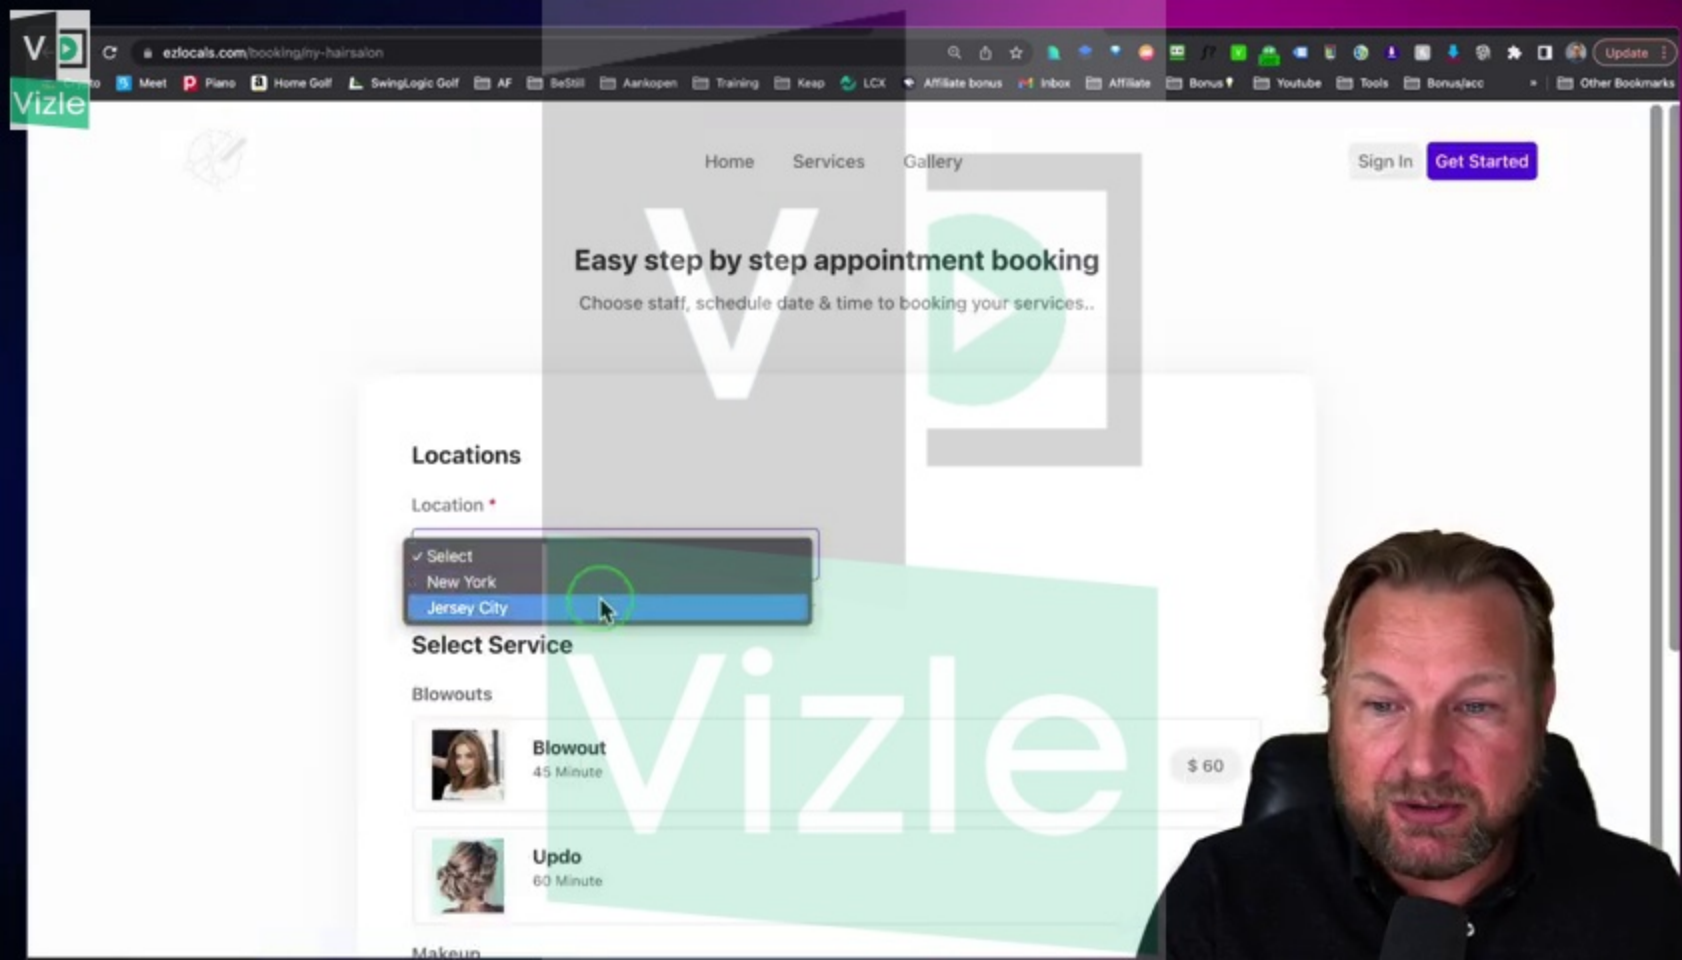 V
Vizle
ezlocals.com/booking/ny-hairsalon
Update
Meet
Piano
Home Golf
SwingLogic Golf
AF
BeStill
Aankopen
Training
Keap
LCX
Affiliate bonus
Inbox
Affiliate
Bonus
Youtube
Tools
Bonus/acc
»
Other Bookmarks
Home
Services
Gallery
Sign In
Get Started
V
Easy step by step appointment booking
Choose staff, schedule date & time to booking your services..
Locations
Location *
✓ Select
New York
Jersey City
Select Service
Vizle
Blowouts
Blowout
45 Minute
$ 60
Updo
60 Minute
Makeup